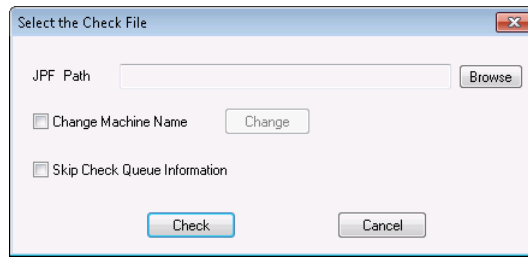 Select the Check File
JPF Path
Browse
Change Machine Name
Change
Skip Check Queue Information
Check
Cancel